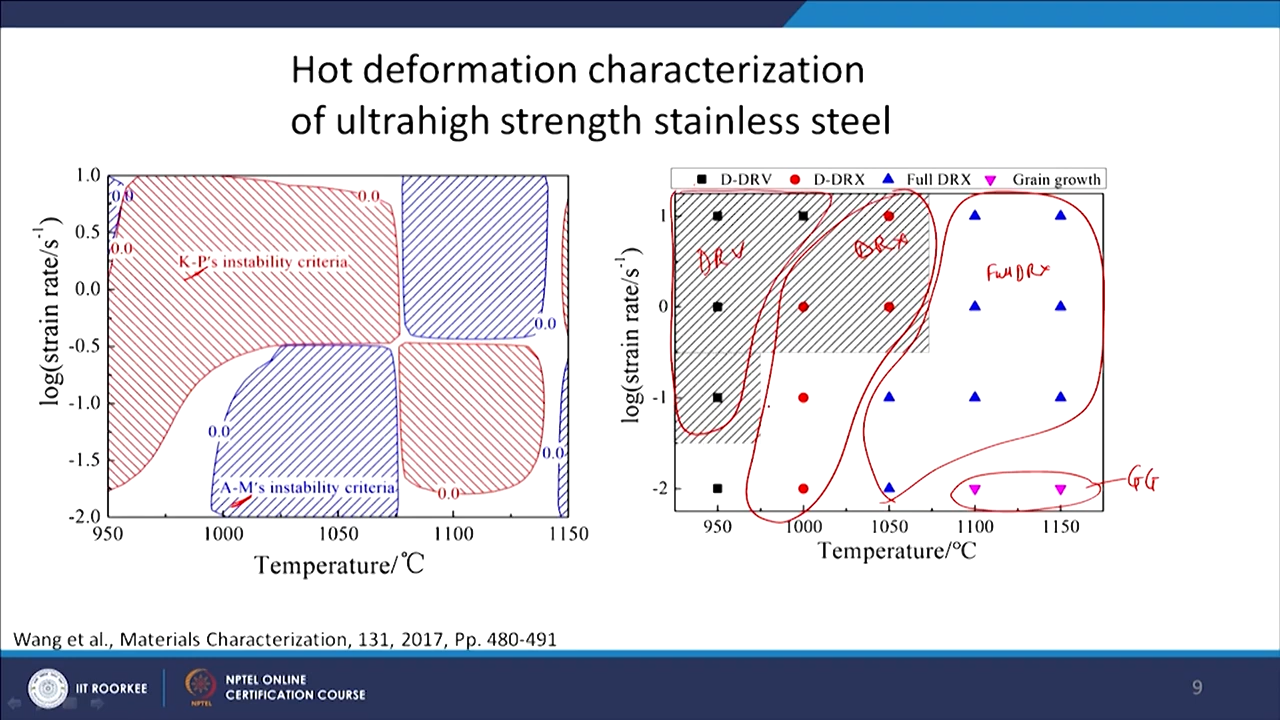 Hot deformation characterization
of ultrahigh strength stainless steel
1.0
0.5
0.0
-0.5
-1.0
-1.5
-2.0
log(strain rate/s-1)
0.0
0.0
0.0
K-P's instability criteria
0.0
0.0
A-M's instability criteria
0.0
0.0
950 1000 1050 1100 1150
Temperature/℃
D-DRV D-DRX Full DRX Grain growth
1
0
-1
-2
log(strain rate/s-1)
DRV
DRX
Full DRX
GG
950 1000 1050 1100 1150
Temperature/°C
Wang et al., Materials Characterization, 131, 2017, Pp. 480-491
IIT ROORKEE
NPTEL
NPTEL ONLINE
CERTIFICATION COURSE
9